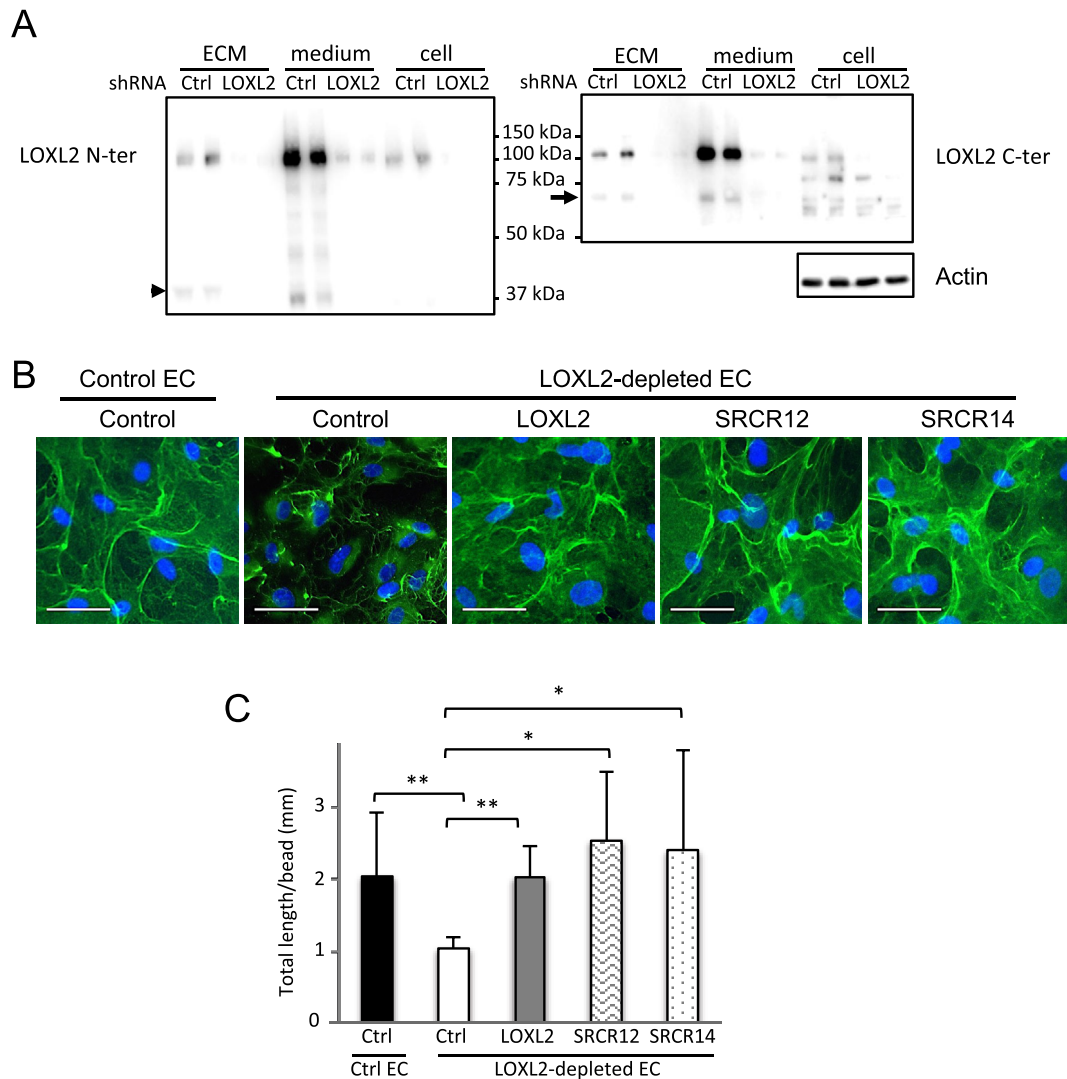 A
ECM medium cell
shRNA Ctrl LOXL2 Ctrl LOXL2 Ctrl LOXL2
LOXL2 N-ter
150 kDa
100 kDa
75 kDa
50 kDa
37 kDa
ECM medium cell
shRNA Ctrl LOXL2 Ctrl LOXL2 Ctrl LOXL2
LOXL2 C-ter
Actin
B
Control EC LOXL2-depleted EC
Control Control LOXL2 SRCR12 SRCR14
C
*
*
**
**
Total length/bead (mm)
3
2
1
0
Ctrl Ctrl LOXL2 SRCR12 SRCR14
Ctrl EC LOXL2-depleted EC